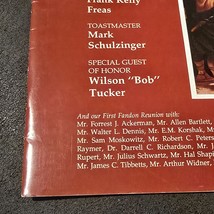 Frank Kelly
Freas
TOASTMASTER
Mark
Schulzinger
SPECIAL GUEST
OF HONOR
Wilson "Bob"
Tucker
And our First Fandom Reunion with:
Mr. Forrest J. Ackerman, Mr. Allen Bartlett,
Mr. Walter L. Dennis, Mr. E.M. Korshak, M
Mr. Sam Moskowitz, Mr. Robert C. Peters
Raymer, Dr. Darrell C. Richardson, Mr. J
Rupert, Mr. Julius Schwartz, Mr. Hal Shapi
Mr. James C. Tibbetts, Mr. Arthur Widner,